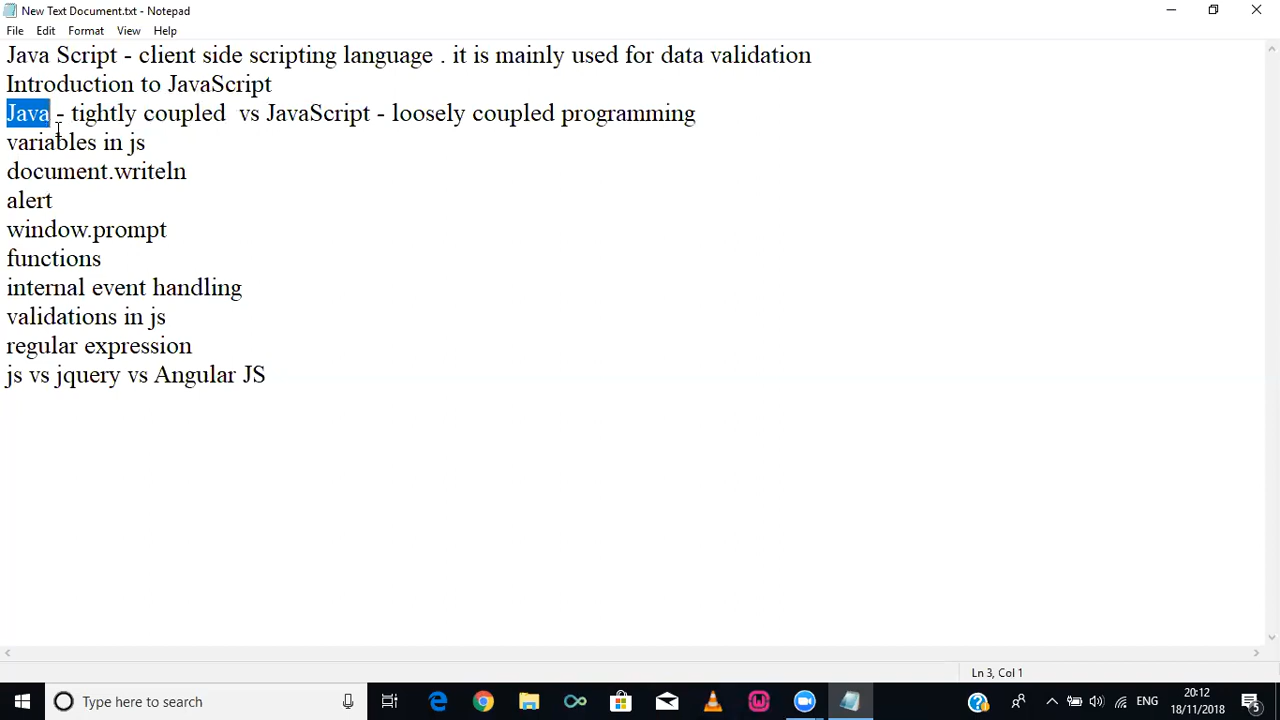 New Text Document.txt - Notepad
File Edit Format View Help
Java Script - client side scripting language . it is mainly used for data validation
Introduction to JavaScript
Java - tightly coupled  vs JavaScript - loosely coupled programming
variables in js
document.writeln
alert
window.prompt
functions
internal event handling
validations in js
regular expression
js vs jquery vs Angular JS
Ln 3, Col 1
Type here to search
ENG
20:12
18/11/2018
5